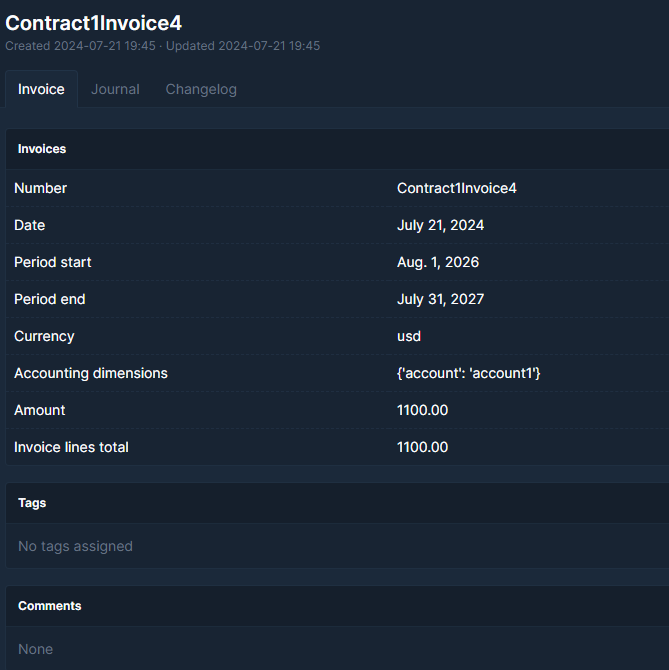 Contract1Invoice4
Created 2024-07-21 19:45 · Updated 2024-07-21 19:45
Invoice Journal Changelog
Invoices
Number Contract1Invoice4
Date July 21, 2024
Period start Aug. 1, 2026
Period end July 31, 2027
Currency usd
Accounting dimensions {'account': 'account1'}
Amount 1100.00
Invoice lines total 1100.00
Tags
No tags assigned
Comments
None